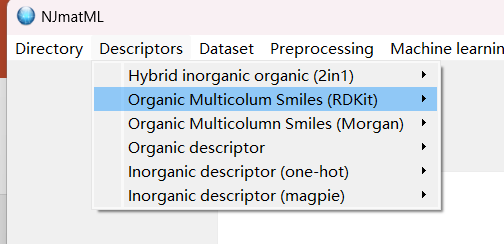 NJmatML
Directory Descriptors Dataset Preprocessing Machine learnin
Hybrid inorganic organic (2in1)
Organic Multicolum Smiles (RDKit)
Organic Multicolumn Smiles (Morgan)
Organic descriptor
Inorganic descriptor (one-hot)
Inorganic descriptor (magpie)